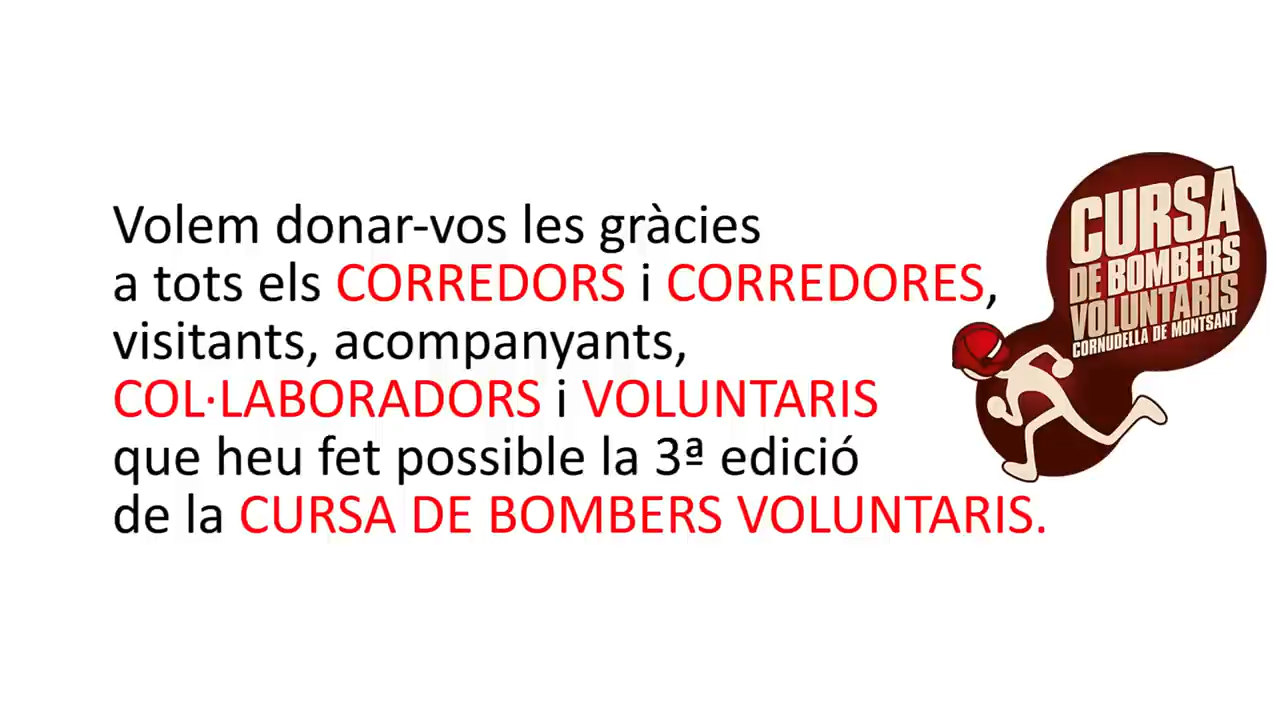 Volem donar-vos les gràcies
a tots els CORREDORS i CORREDORES,
visitants, acompanyants,
COL·LABORADORS i VOLUNTARIS
que heu fet possible la 3ª edició
de la CURSA DE BOMBERS VOLUNTARIS.
CURSA
DE BOMBERS
VOLUNTARIS
CORNUDELLA DE MONTSANT